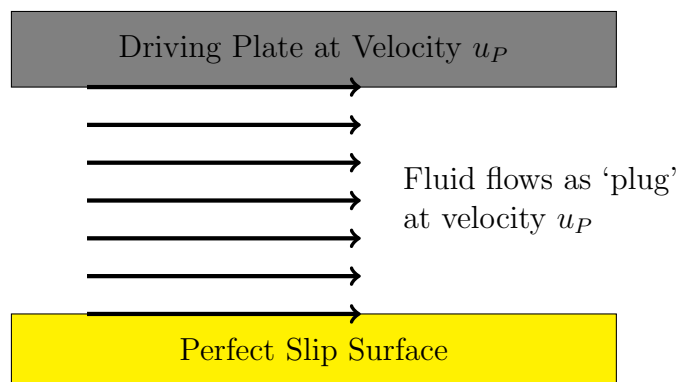 Driving Plate at Velocity u_P
Fluid flows as ‘plug’
at velocity u_P
Perfect Slip Surface